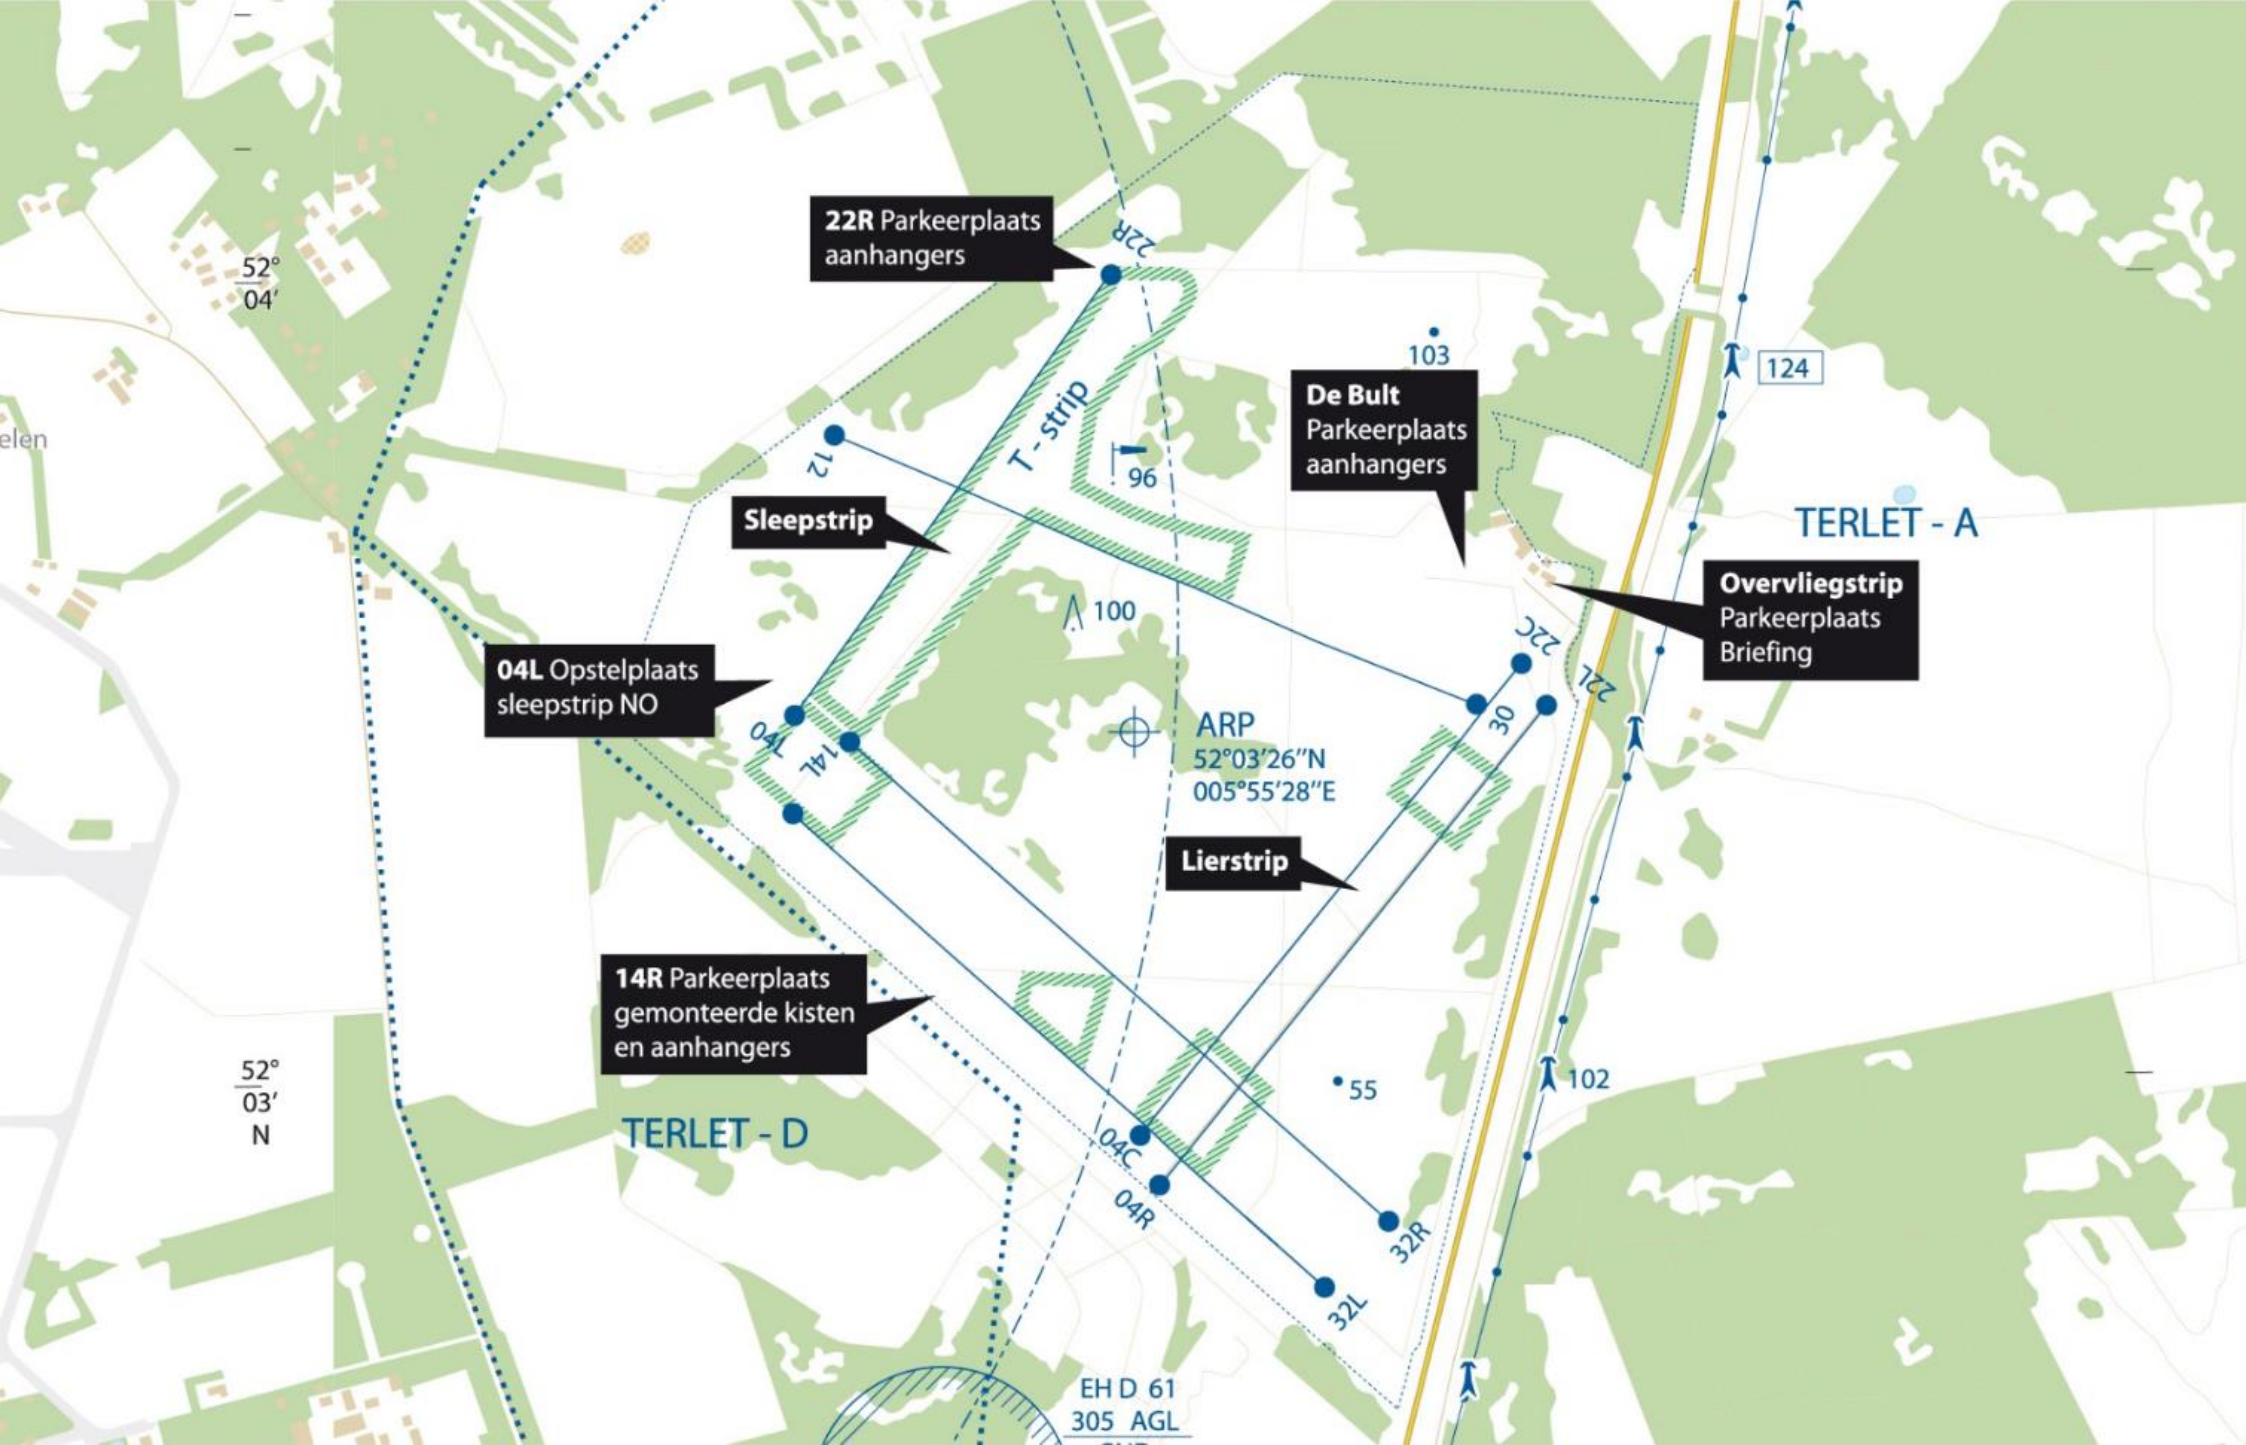 22R Parkeerplaats
aanhangers
22R
52°
04'
103
De Bult
Parkeerplaats
aanhangers
124
elen
12
T - strip
96
Sleepstrip
TERLET - A
Overvliegstrip
Parkeerplaats
Briefing
100
22C
22L
04L Opstelplaats
sleepstrip NO
04L
14L
30
ARP
52°03'26"N
005°55'28"E
Lierstrip
14R Parkeerplaats
gemonteerde kisten
en aanhangers
52°
03'
N
TERLET - D
55
102
04C
04R
32R
32L
EH D 61
305 AGL